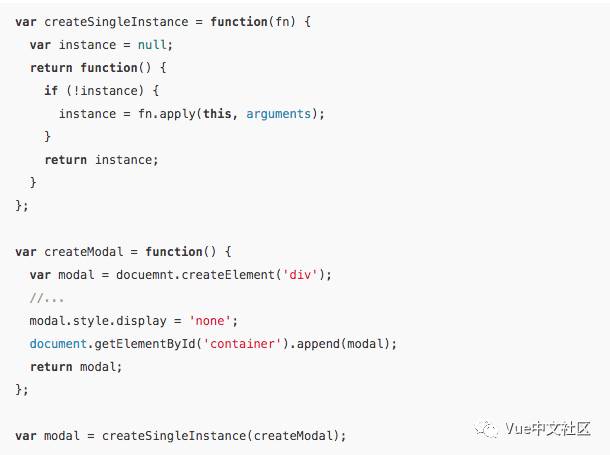 var createSingleInstance = function(fn) {
  var instance = null;
  return function() {
    if (!instance) {
      instance = fn.apply(this, arguments);
    }
    return instance;
  }
};

var createModal = function() {
  var modal = docuemnt.createElement('div');
  //...
  modal.style.display = 'none';
  document.getElementById('container').append(modal);
  return modal;
};

var modal = createSingleInstance(createModal);
Vue中文社区